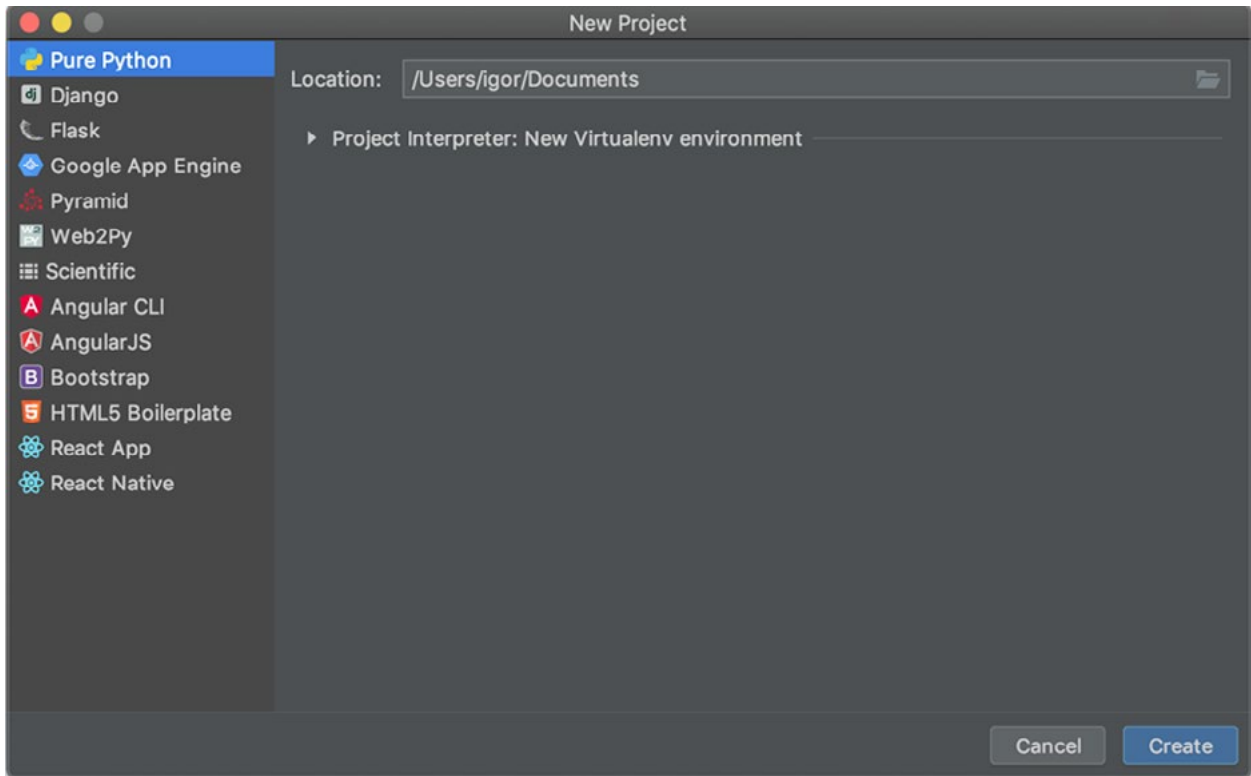 New Project
Pure Python
Django
Flask
Google App Engine
Pyramid
Web2Py
Scientific
Angular CLI
AngularJS
Bootstrap
HTML5 Boilerplate
React App
React Native
Location: /Users/igor/Documents
Project Interpreter: New Virtualenv environment
Cancel Create